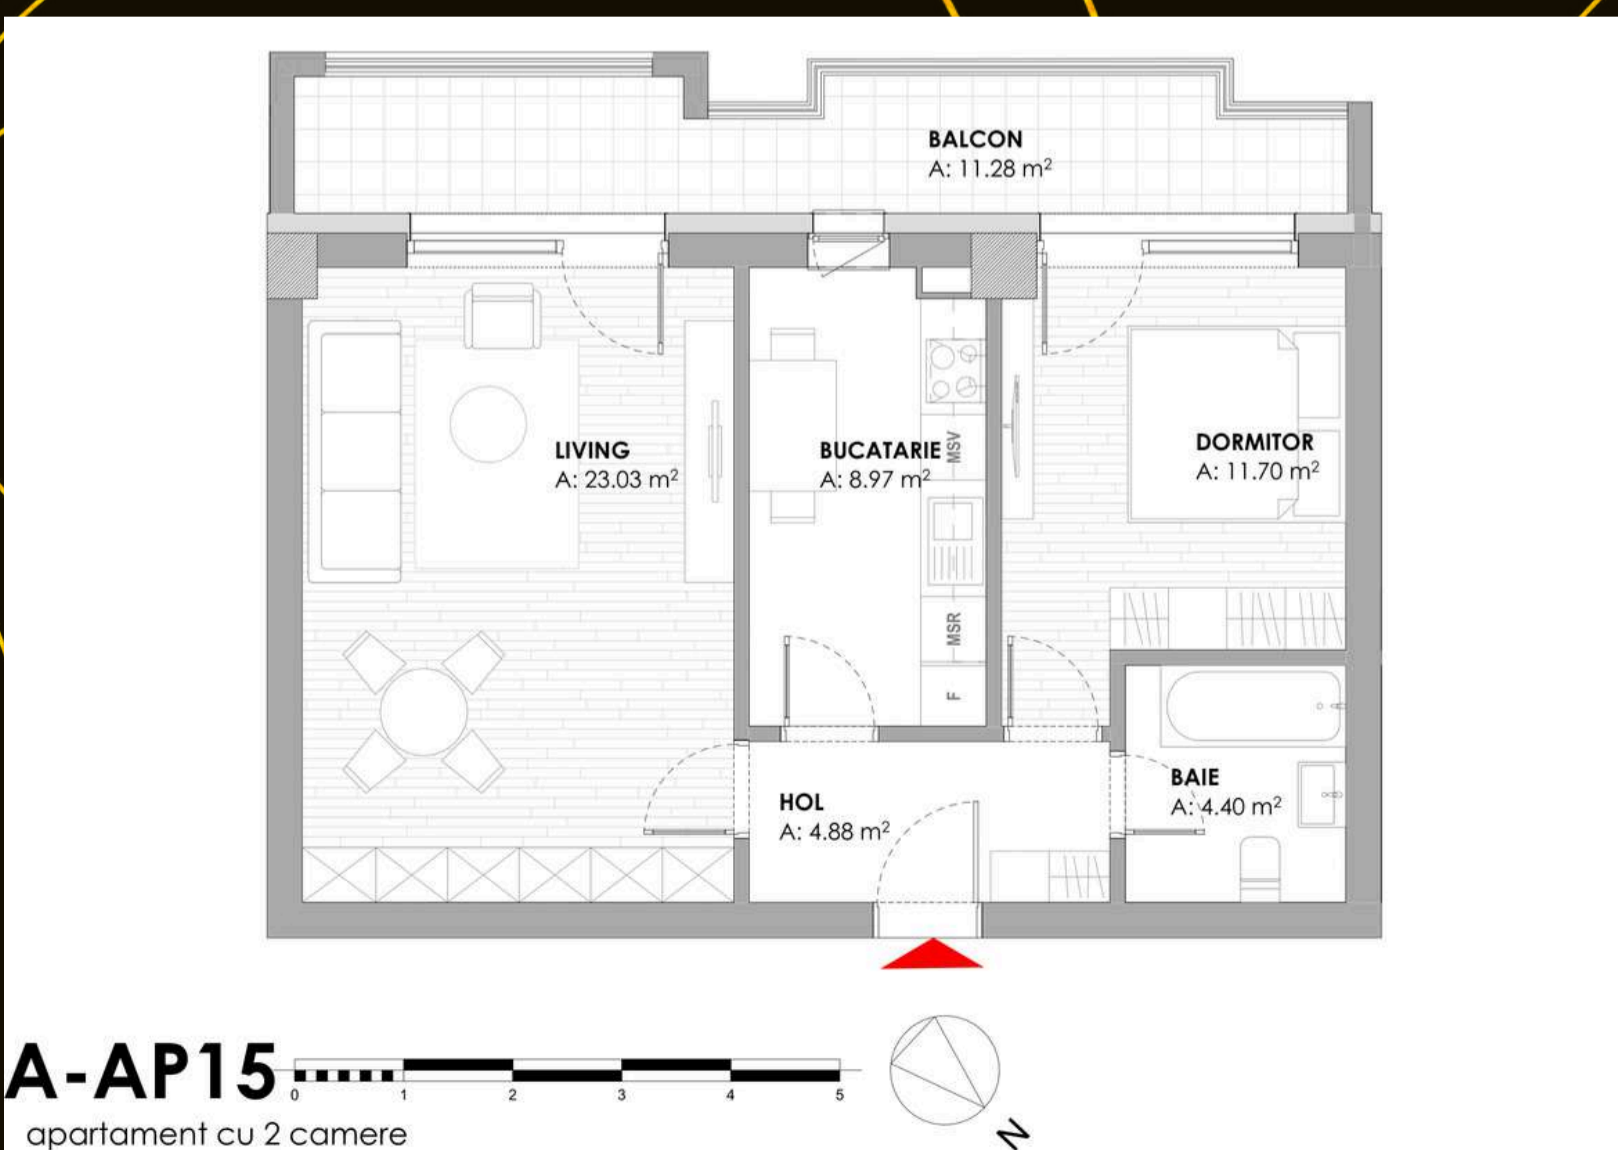 BALCON
A: 11.28 m²
LIVING
A: 23.03 m²
BUCATARIE
A: 8.97 m²
MSV
MSR
F
DORMITOR
A: 11.70 m²
HOL
A: 4.88 m²
BAIE
A: 4.40 m²
A-AP15
0 1 2 3 4 5
N
apartament cu 2 camere